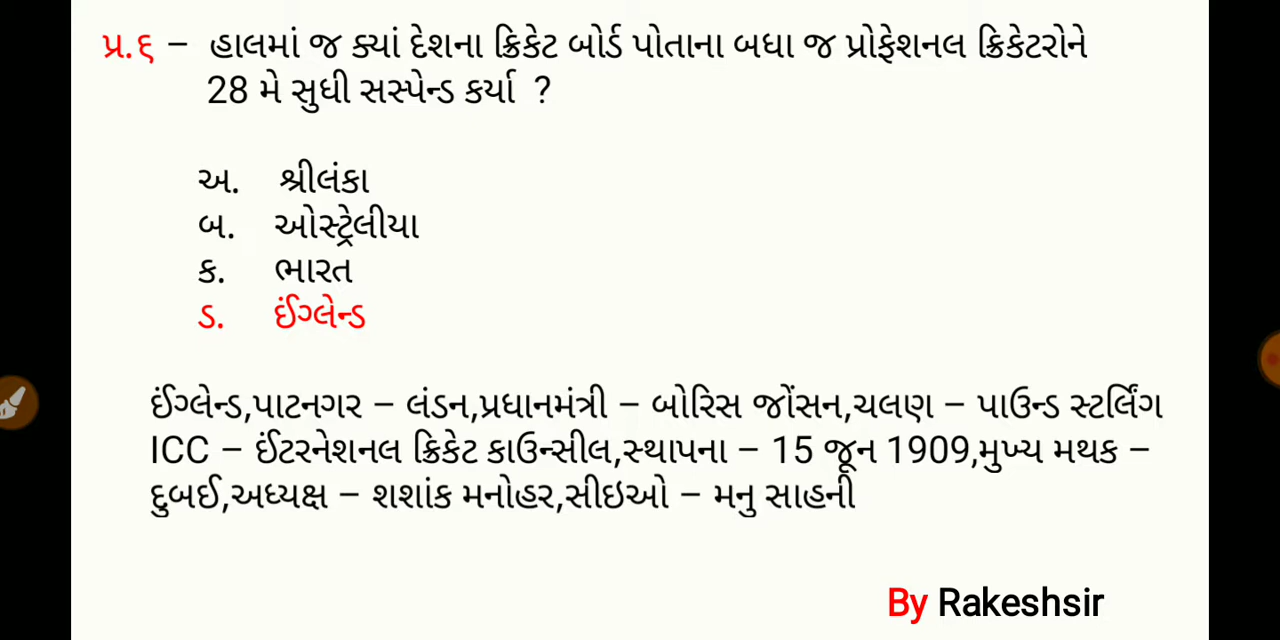 પ્ર.૬ – હાલમાં જ ક્યાં દેશના ક્રિકેટ બોર્ડ પોતાના બધા જ પ્રોફેશનલ ક્રિકેટરોને
28 મે સુધી સસ્પેન્ડ કર્યા ?
અ. શ્રીલંકા
બ. ઓસ્ટ્રેલીયા
ક. ભારત
ડ. ઈંગ્લેન્ડ
ઈંગ્લેન્ડ,પાટનગર – લંડન,પ્રધાનમંત્રી – બોરિસ જોંસન,ચલણ – પાઉન્ડ સ્ટર્લિંગ
ICC – ઈંટરનેશનલ ક્રિકેટ કાઉન્સીલ,સ્થાપના – 15 જૂન 1909,મુખ્ય મથક –
દુબઈ,અધ્યક્ષ – શશાંક મનોહર,સીઇઓ – મનુ સાહની
By Rakeshsir